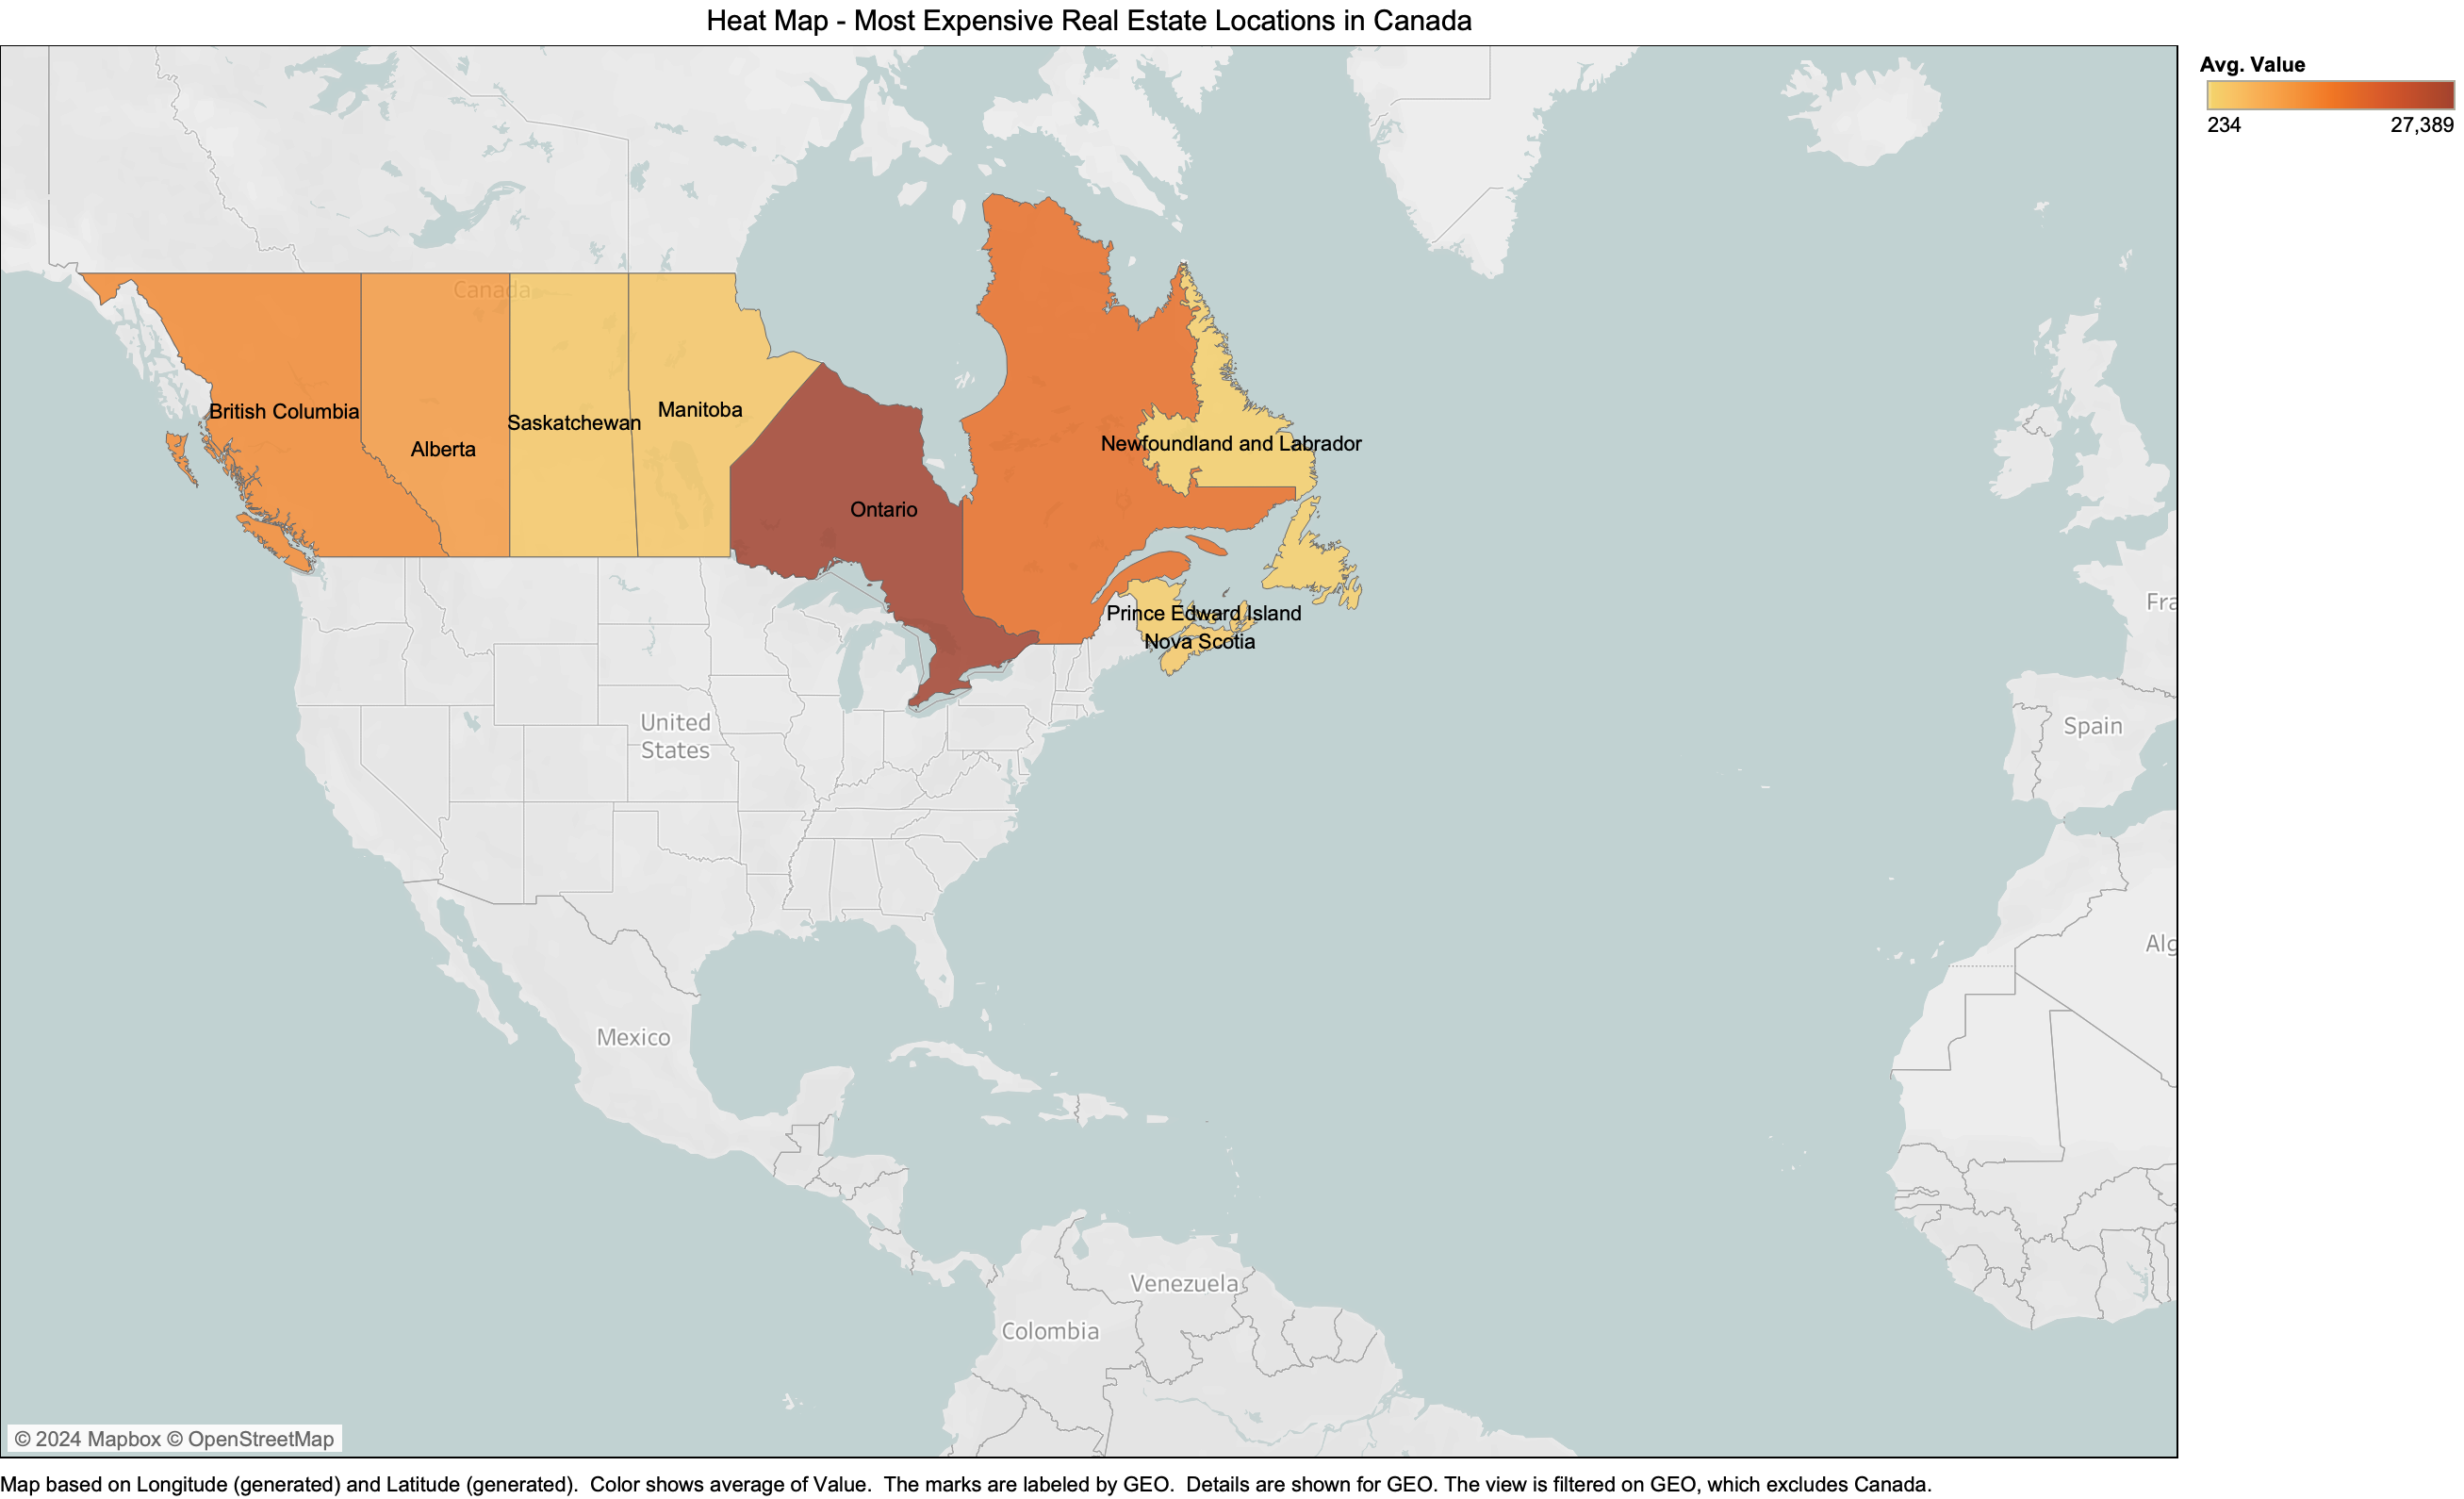 Heat Map - Most Expensive Real Estate Locations in Canada
Avg. Value
234 27,389
Canada
British Columbia
Alberta
Saskatchewan
Manitoba
Ontario
Newfoundland and Labrador
Prince Edward Island
Nova Scotia
United
States
Mexico
Venezuela
Colombia
Fra
Spain
Alg
© 2024 Mapbox © OpenStreetMap
Map based on Longitude (generated) and Latitude (generated).  Color shows average of Value.  The marks are labeled by GEO.  Details are shown for GEO. The view is filtered on GEO, which excludes Canada.